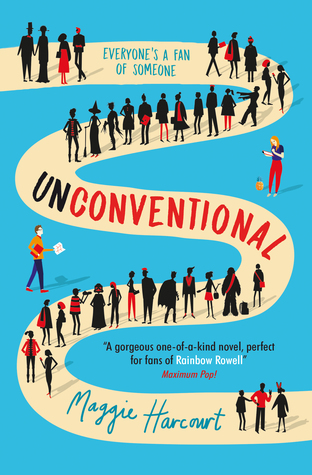 EVERYONE'S A FAN
OF SOMEONE
UNCONVENTIONAL
"A gorgeous one-of-a-kind novel, perfect
for fans of Rainbow Rowell"
Maximum Pop!
Maggie Harcourt